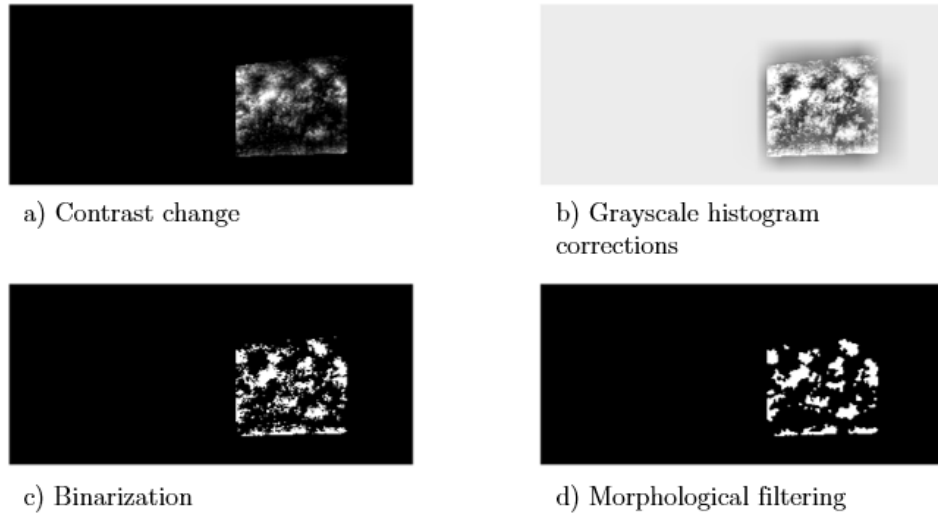 a) Contrast change
b) Grayscale histogram
corrections
c) Binarization
d) Morphological filtering